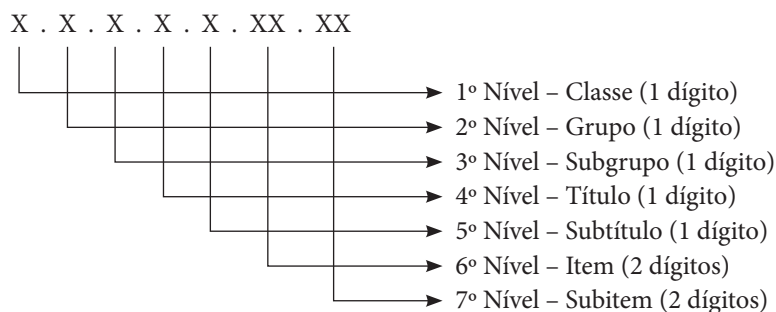 X . X . X . X . X . XX . XX
1º Nível – Classe (1 dígito)
2º Nível – Grupo (1 dígito)
3º Nível – Subgrupo (1 dígito)
4º Nível – Título (1 dígito)
5º Nível – Subtítulo (1 dígito)
6º Nível – Item (2 dígitos)
7º Nível – Subitem (2 dígitos)